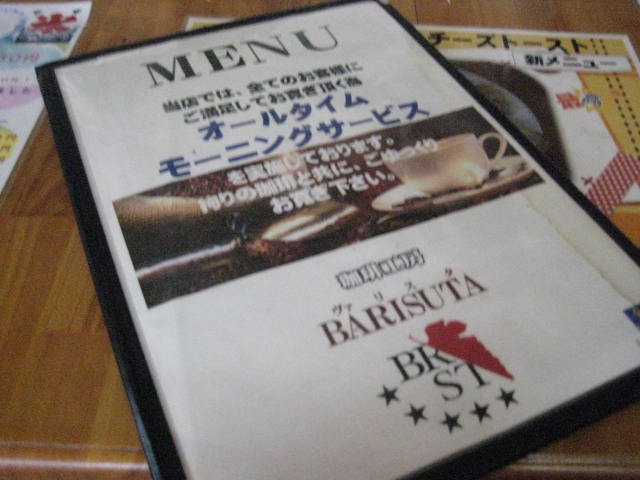 MENU
当店では、全てのお客様に
ご満足してお寛ぎ頂く為
オールタイム
モーニングサービス
を実施しております。
拘りの珈琲と共に、ごゆっくり
お寛ぎ下さい。
珈琲工房
ヴァリスタ
BARISUTA
BR
ST
チーズトースト
新メニュー